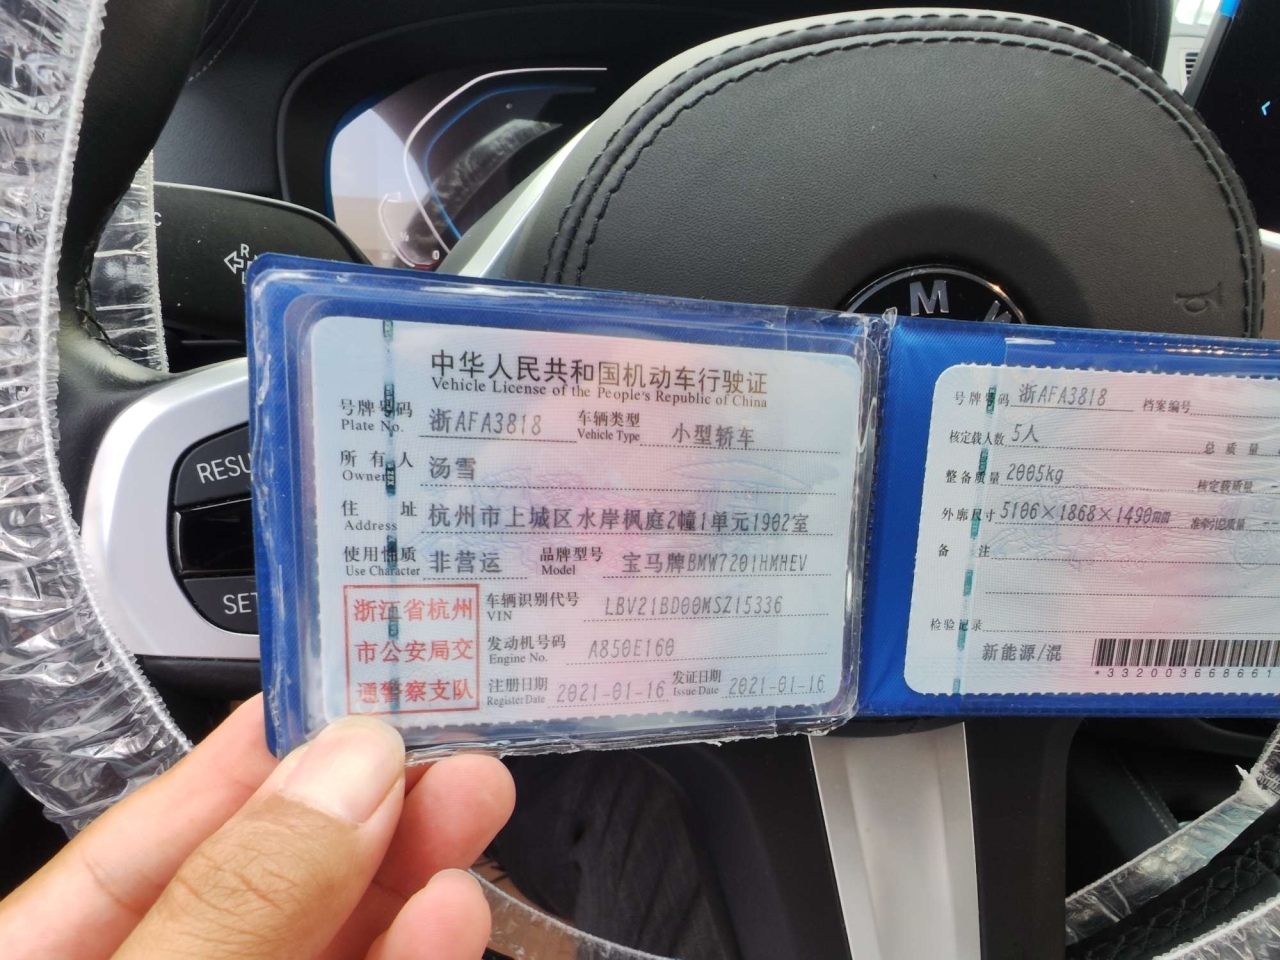 中华人民共和国机动车行驶证
Vehicle License of the People's Republic of China
号牌号码 浙AFA3818 车辆类型 小型轿车
Plate No. Vehicle Type
所有人 汤雪
Owner
住址 杭州市上城区水岸枫庭2幢1单元1902室
Address
使用性质 非营运 品牌型号 宝马牌BMW7201HMHEV
Use Character Model
浙江省杭州
市公安局交
通警察支队
车辆识别代号 LBV21BD00MSZ15336
VIN
发动机号码 A850E160
Engine No.
注册日期 2021-01-16 发证日期 2021-01-16
Register Date Issue Date
号牌号码 浙AFA3818 档案编号
核定载人数 5人 总质量
整备质量 2005kg 核定载质量
外廓尺寸 5106×1868×1490mm 准牵引总质量
备注
检验记录
新能源/混
*332003668661
RESU
SET
R
M